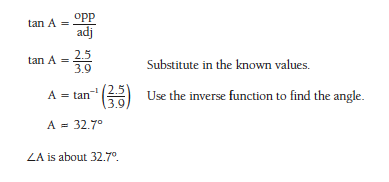 tan A = opp/adj
tan A = 2.5/3.9 Substitute in the known values.
A = tan⁻¹(2.5/3.9) Use the inverse function to find the angle.
A = 32.7°
∠A is about 32.7°.